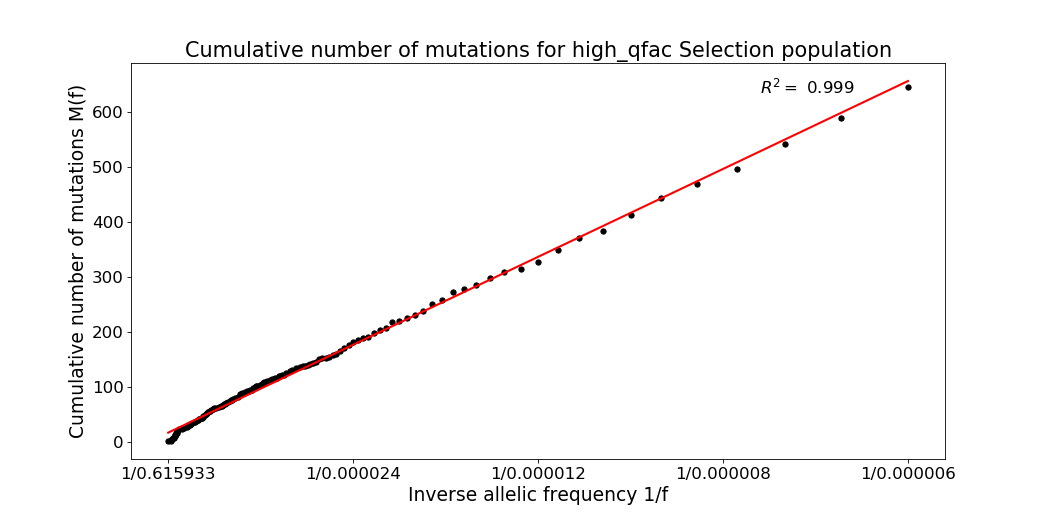 Cumulative number of mutations for high_qfac Selection population
R² = 0.999
Cumulative number of mutations M(f)
600
500
400
300
200
100
0
1/0.615933 1/0.000024 1/0.000012 1/0.000008 1/0.000006
Inverse allelic frequency 1/f